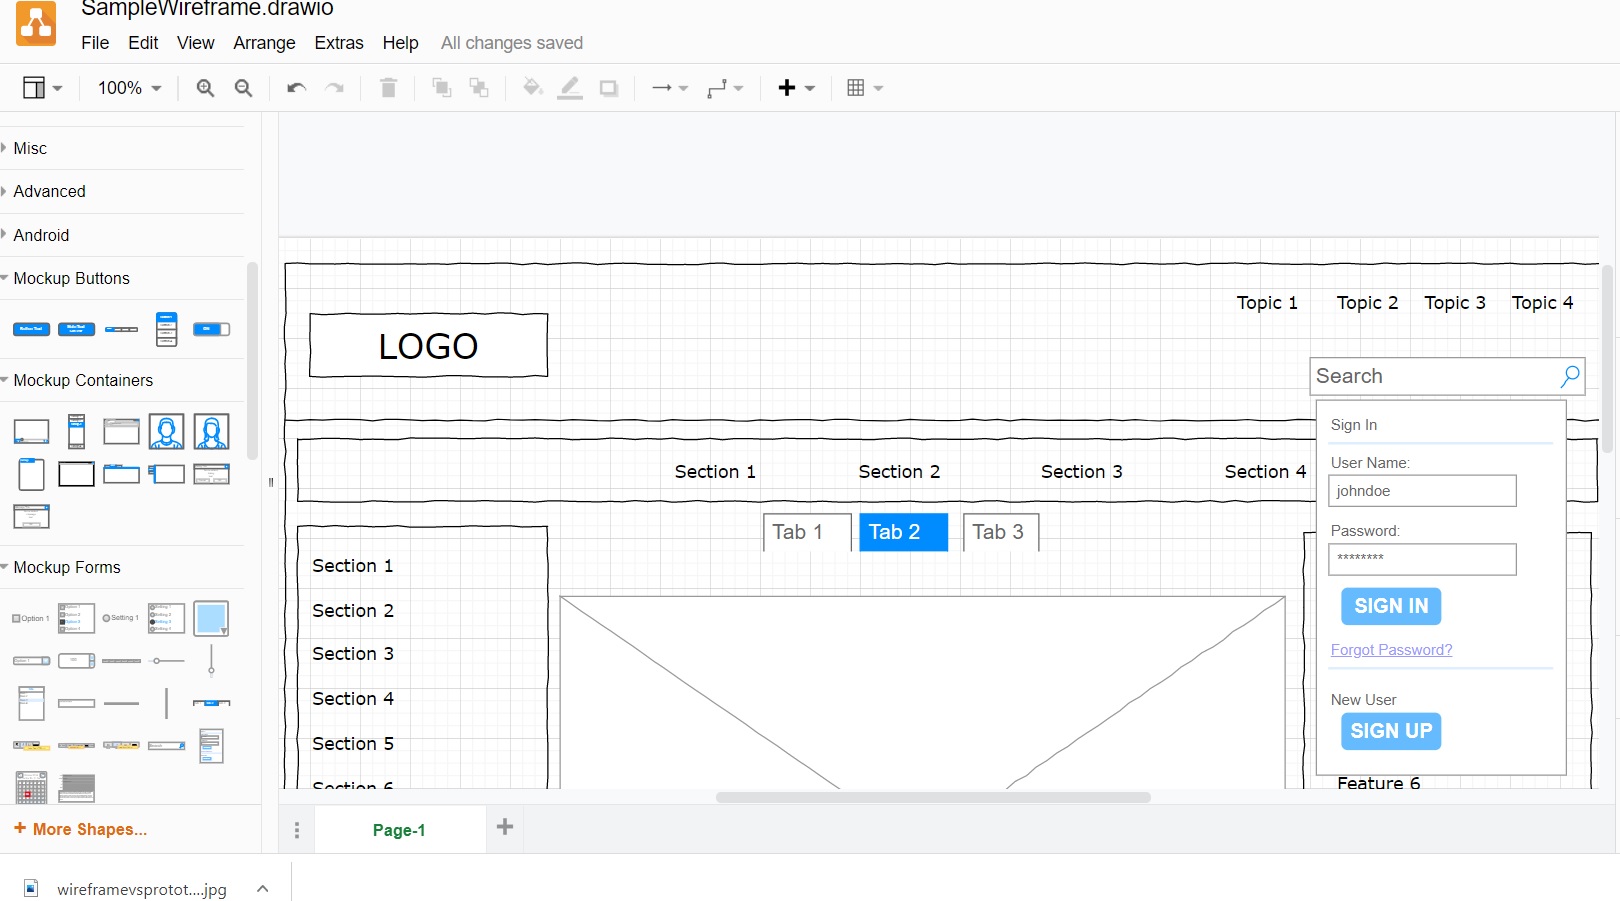 SampleWireframe.drawio
File Edit View Arrange Extras Help All changes saved
100%
Misc
Advanced
Android
Mockup Buttons
Button Text
ON
Mockup Containers
Mockup Forms
Option 1
Setting 1
+ More Shapes...
Topic 1 Topic 2 Topic 3 Topic 4
LOGO
Search
Section 1 Section 2 Section 3 Section 4
Tab 1 Tab 2 Tab 3
Section 1
Section 2
Section 3
Section 4
Section 5
Section 6
Sign In
User Name:
johndoe
Password:
********
SIGN IN
Forgot Password?
New User
SIGN UP
Feature 6
Page-1
wireframevsprotot....jpg